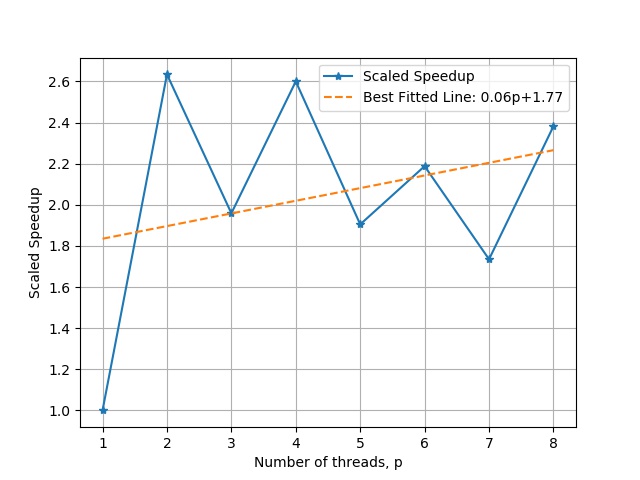 Scaled Speedup
Best Fitted Line: 0.06p+1.77
2.6
2.4
2.2
2.0
1.8
1.6
1.4
1.2
1.0
Scaled Speedup
1 2 3 4 5 6 7 8
Number of threads, p